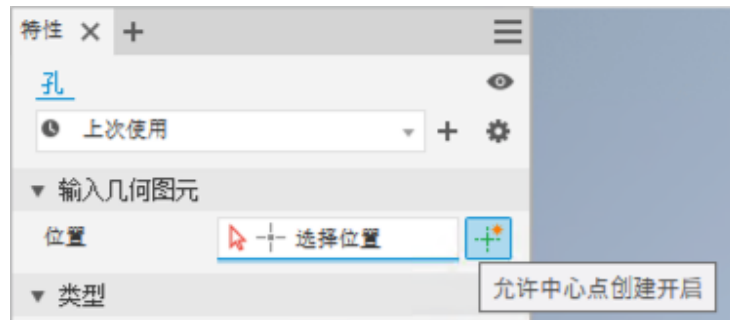 特性
孔
上次使用
输入几何图元
位置 选择位置
允许中心点创建开启
类型